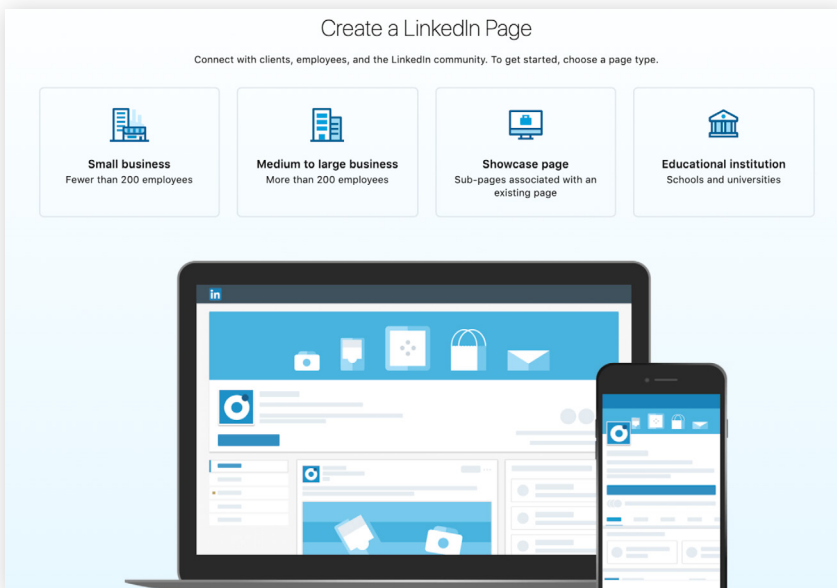 Create a LinkedIn Page
Connect with clients, employees, and the LinkedIn community. To get started, choose a page type.
Small business
Fewer than 200 employees
Medium to large business
More than 200 employees
Showcase page
Sub-pages associated with an
existing page
Educational institution
Schools and universities
in